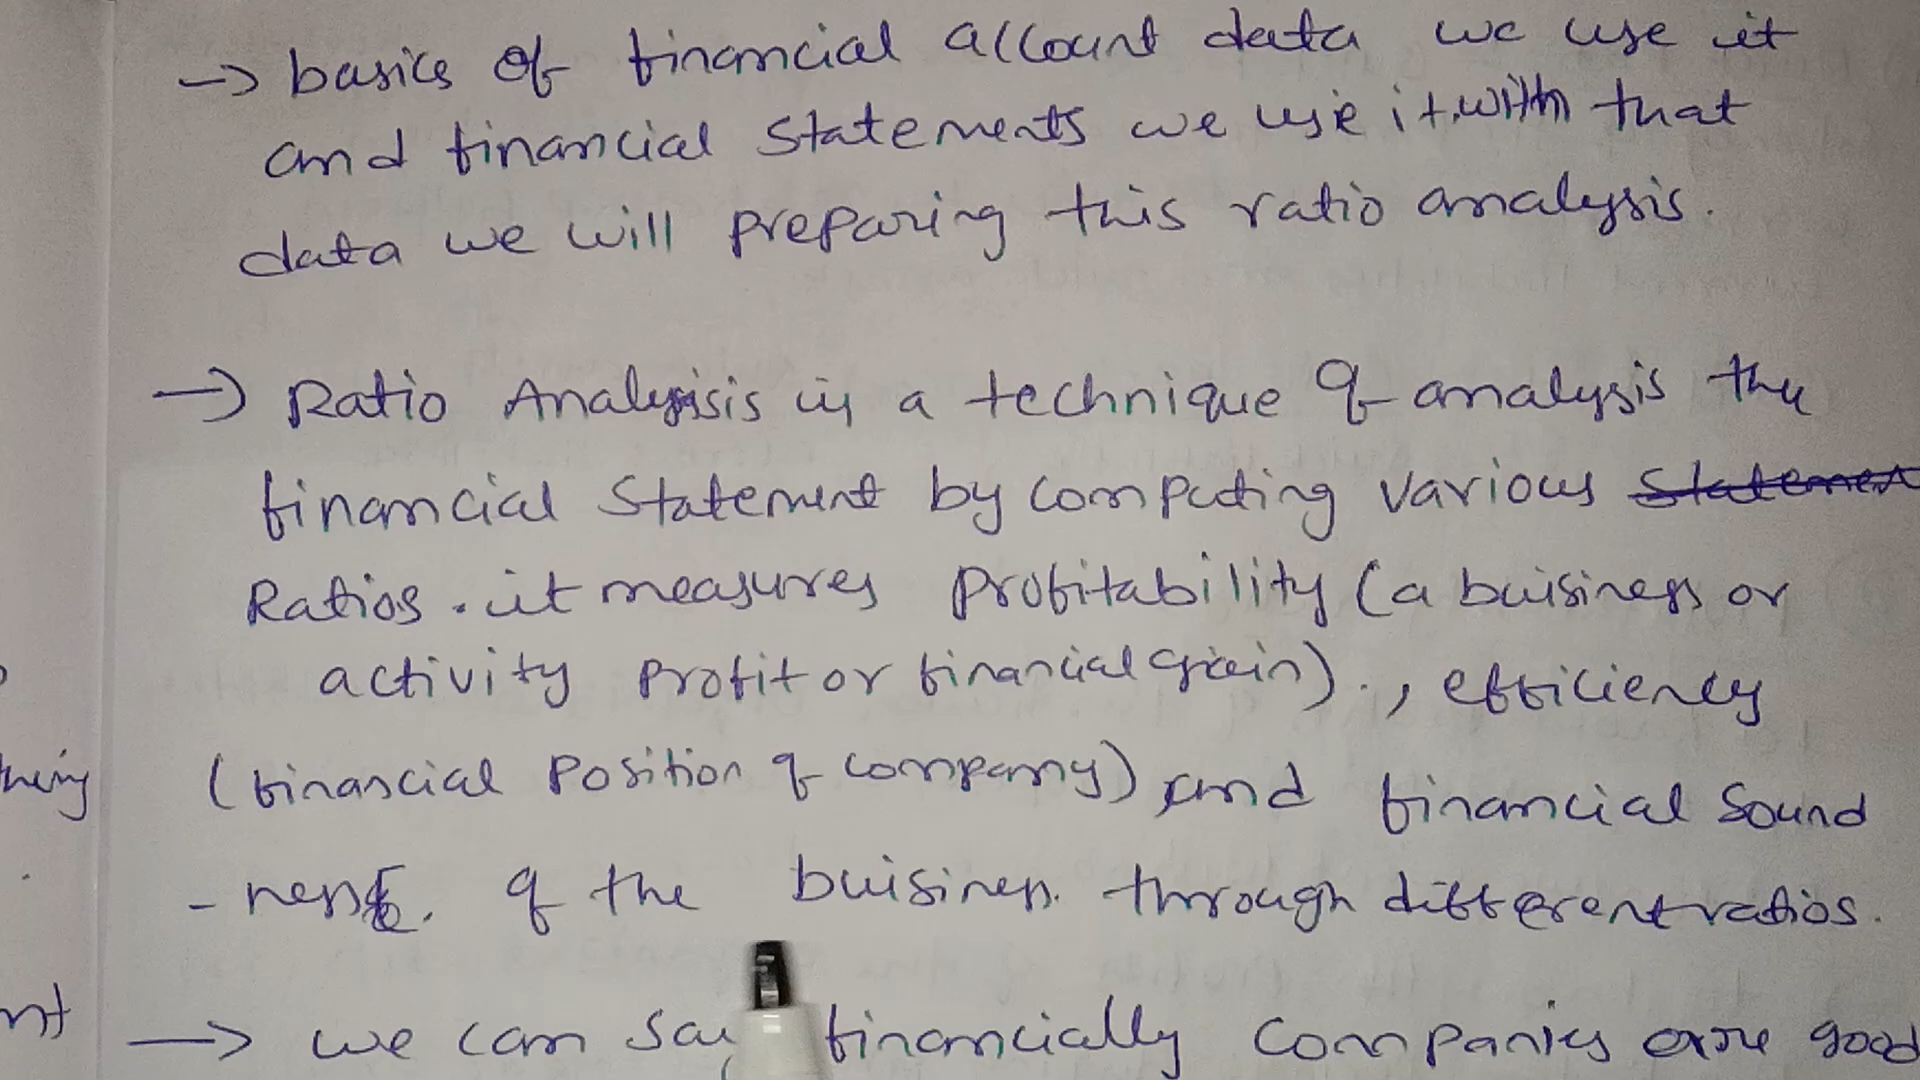 → basics of financial account data we use it
and financial statements we use it with that
data we will preparing this ratio analysis.
→ Ratio Analysis is a technique of analysis the
financial statement by computing various
Ratios. it measures profitability (a buisiness or
activity profit or financial gain)., efficiency
(financial position of company) and financial sound
-ness. of the buisiness. through different ratios.
→ we can say financially companies are good